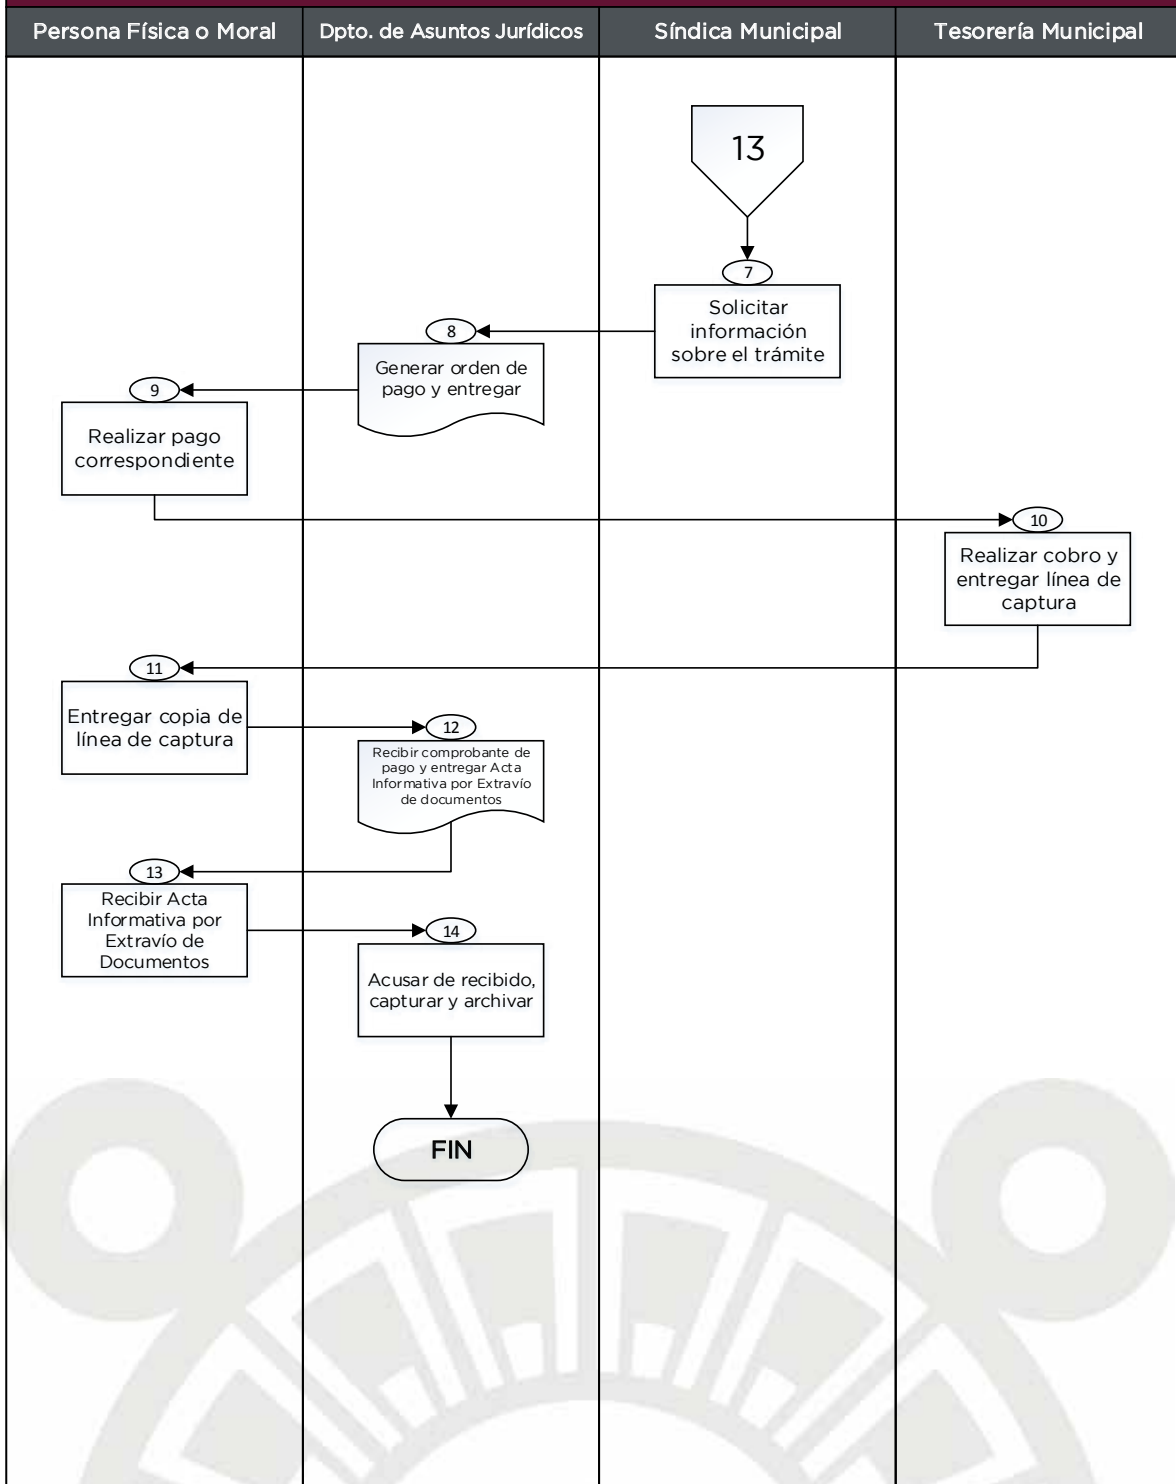 Persona Física o Moral
Dpto. de Asuntos Jurídicos
Síndica Municipal
Tesorería Municipal
13
7
Solicitar
información
sobre el trámite
8
Generar orden de
pago y entregar
9
Realizar pago
correspondiente
10
Realizar cobro y
entregar línea de
captura
11
Entregar copia de
línea de captura
12
Recibir comprobante de
pago y entregar Acta
Informativa por Extravío
de documentos
13
Recibir Acta
Informativa por
Extravío de
Documentos
14
Acusar de recibido,
capturar y archivar
FIN